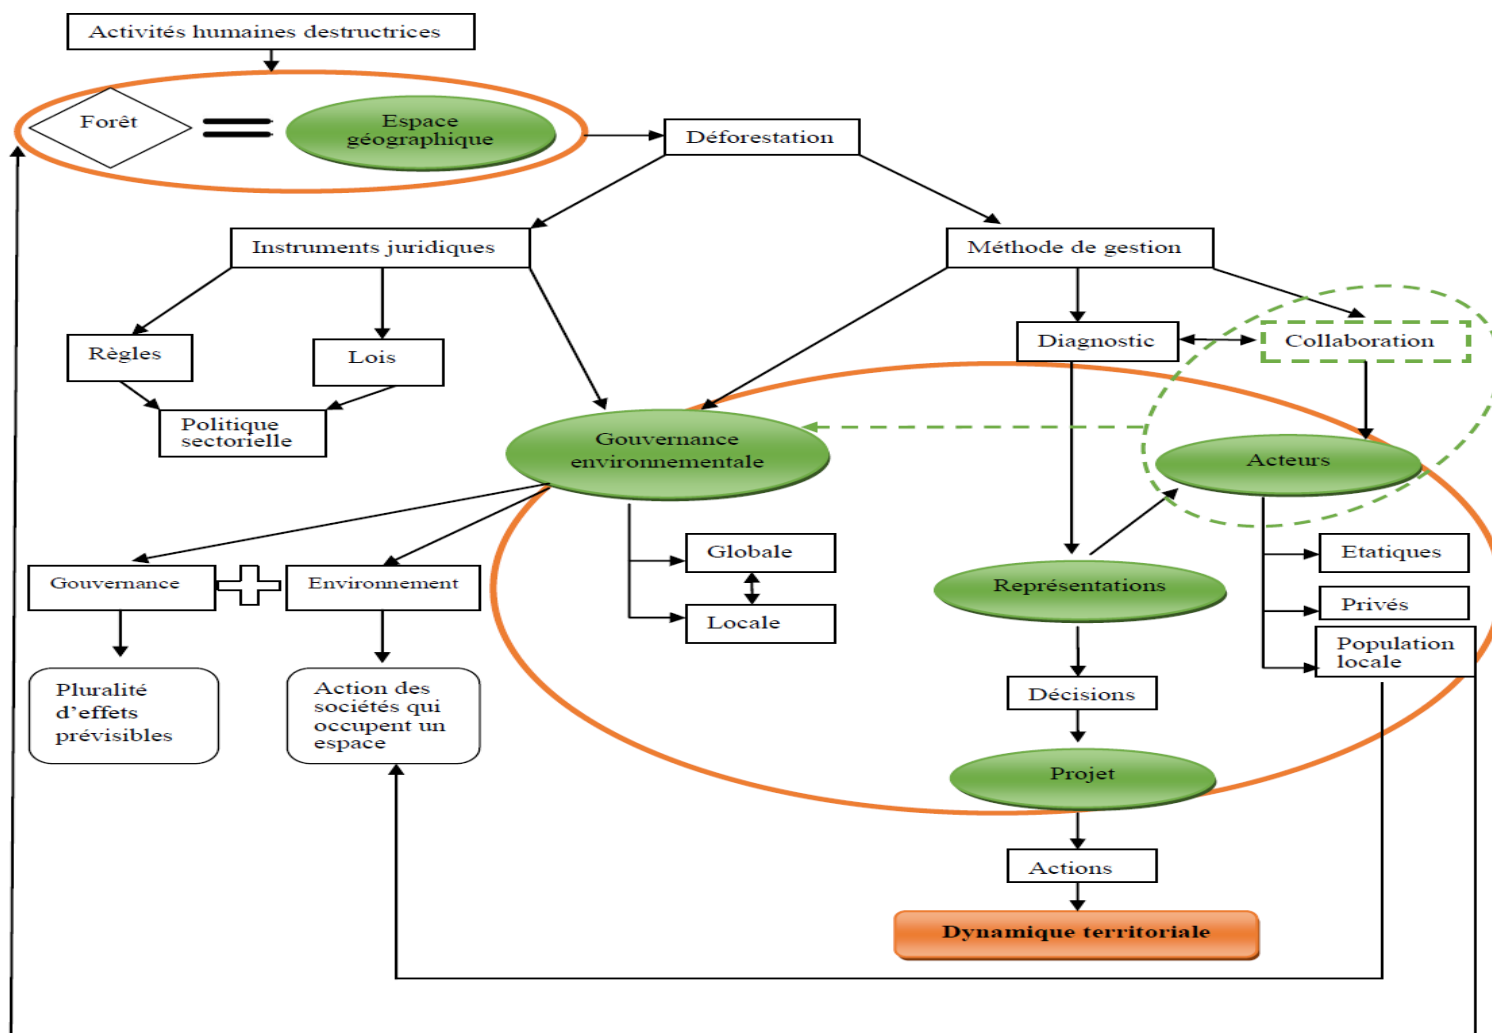 Activités humaines destructrices
Forêt
Espace
géographique
Déforestation
Instruments juridiques
Méthode de gestion
Règles
Lois
Diagnostic
Collaboration
Politique
sectorielle
Gouvernance
environnementale
Acteurs
Globale
Locale
Etatiques
Privés
Population
locale
Gouvernance
Environnement
Représentations
Pluralité
d’effets
prévisibles
Action des
sociétés qui
occupent un
espace
Décisions
Projet
Actions
Dynamique territoriale